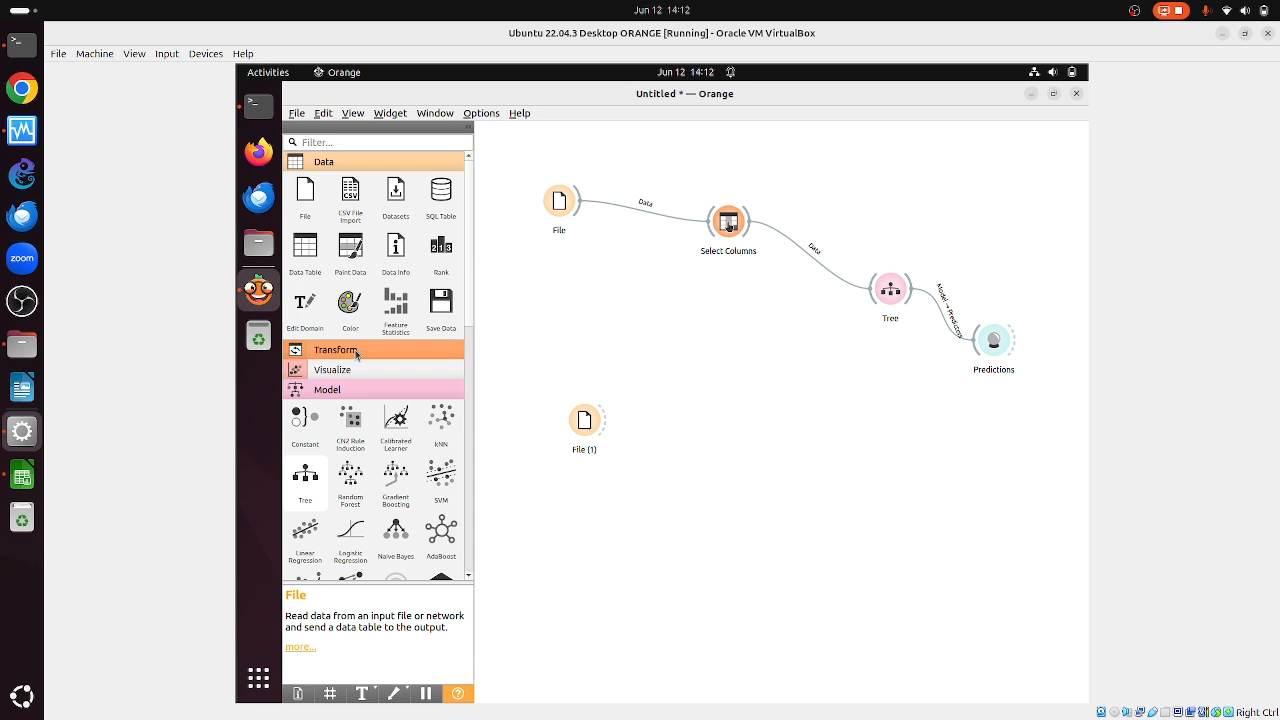 Jun 12 14:12
Ubuntu 22.04.3 Desktop ORANGE [Running] - Oracle VM VirtualBox
File Machine View Input Devices Help
Activities Orange Jun 12 14:12
Untitled * — Orange
File Edit View Widget Window Options Help
Filter...
Data
File CSV File Import Datasets SQL Table
Data Table Paint Data Data Info Rank
Edit Domain Color Feature Statistics Save Data
Transform
Visualize
Model
Constant CN2 Rule Induction Calibrated Learner kNN
Tree Random Forest Gradient Boosting SVM
Linear Regression Logistic Regression Naive Bayes AdaBoost
File
Read data from an input file or network
and send a data table to the output.
more...
File
Data
Select Columns
Data
Tree
Model → Predictors
Predictions
File (1)
zoom
Right Ctrl